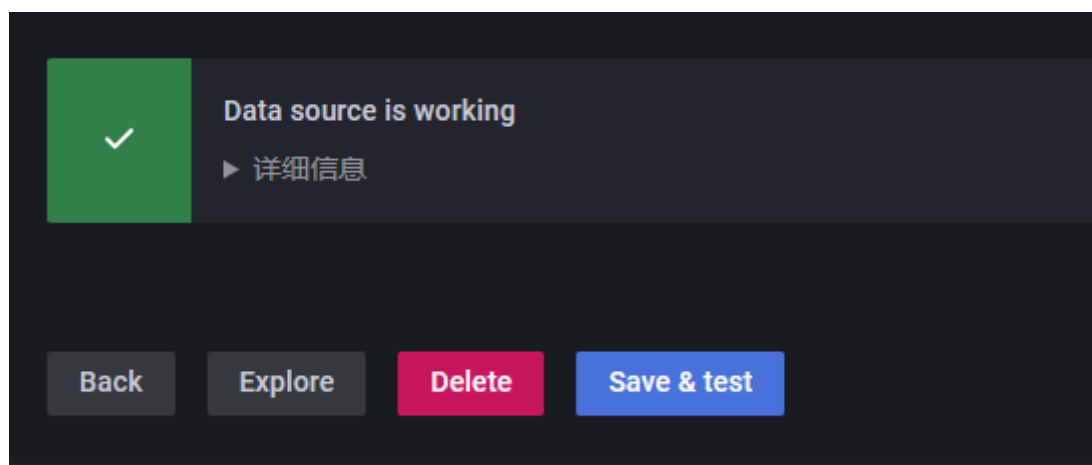 Data source is working
▶ 详细信息
Back Explore Delete Save & test